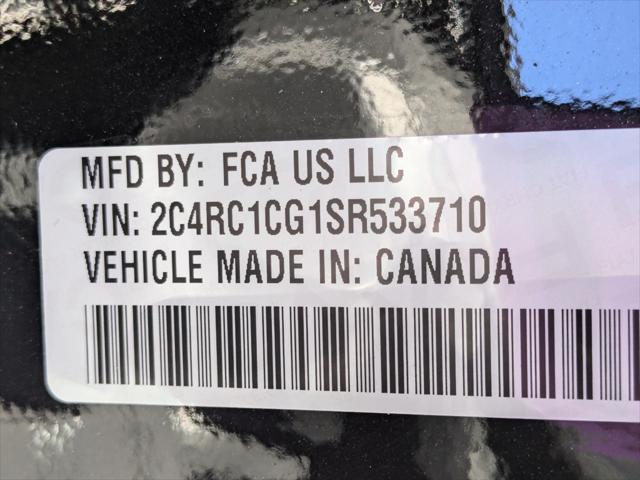 MFD BY: FCA US LLC
VIN: 2C4RC1CG1SR533710
VEHICLE MADE IN: CANADA